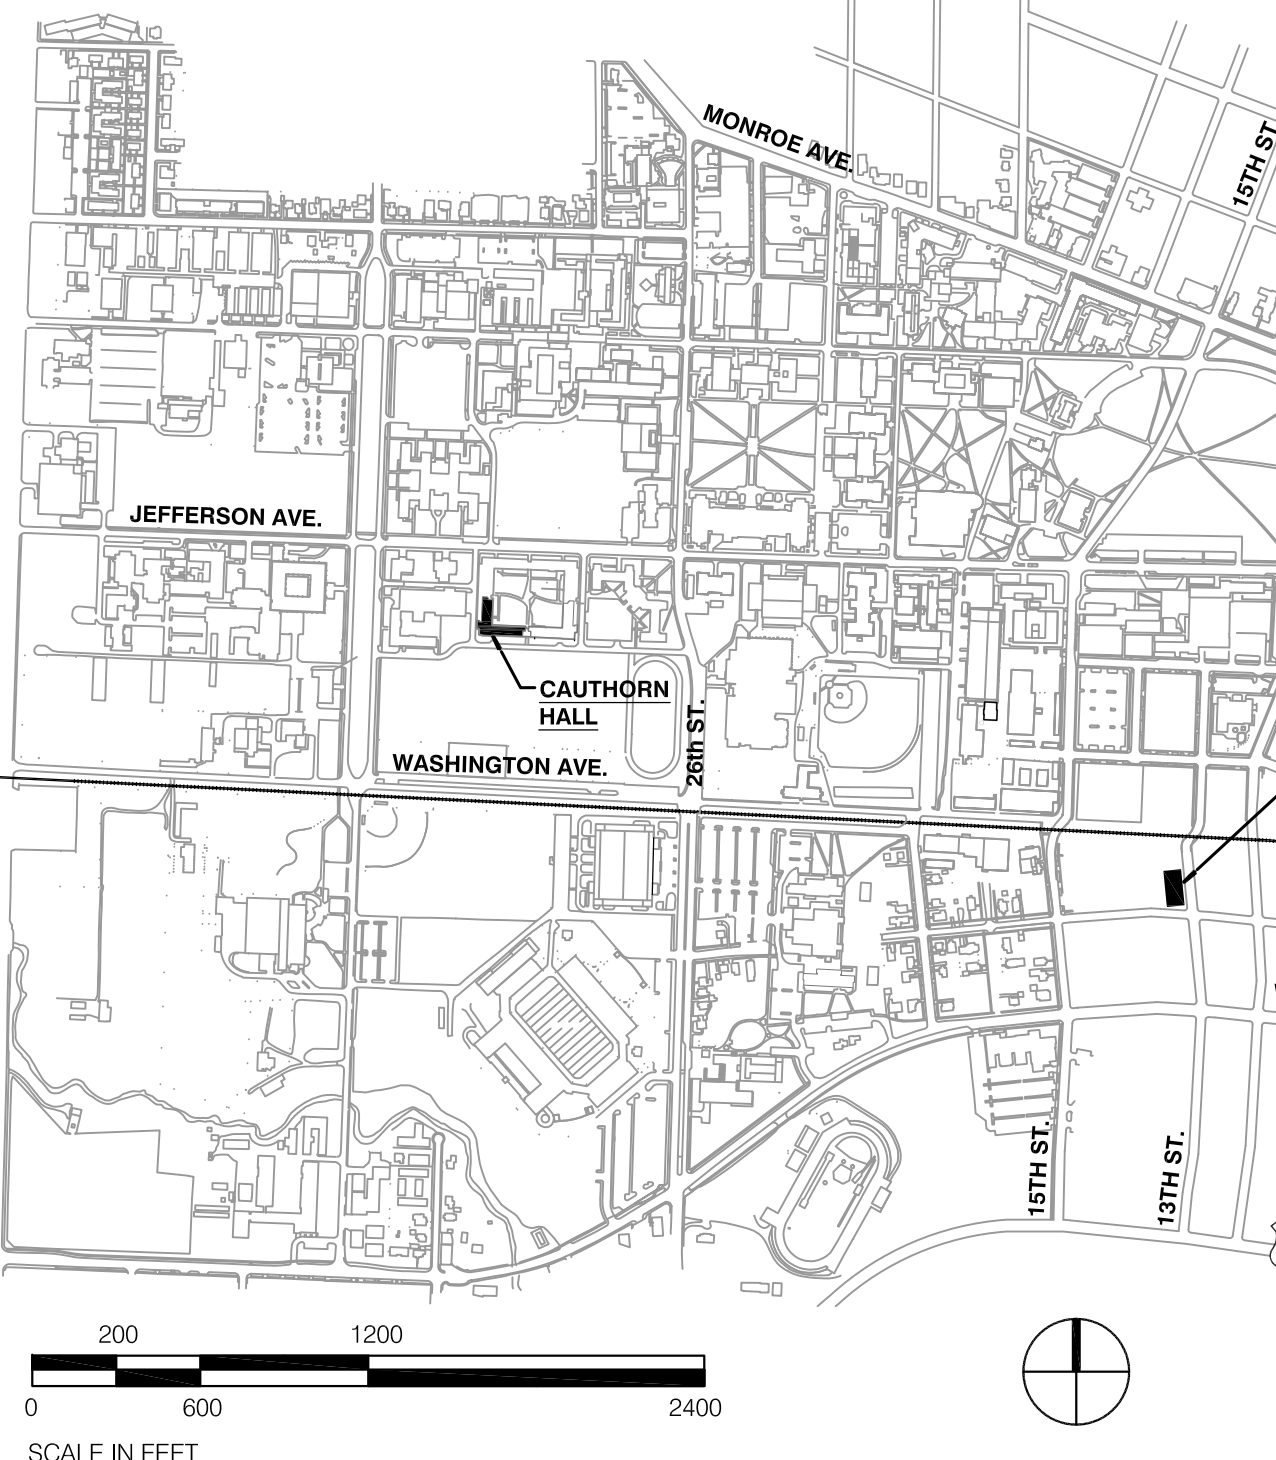 MONROE AVE.
15TH ST.
JEFFERSON AVE.
CAUTHORN
HALL
26th ST.
WASHINGTON AVE.
15TH ST.
13TH ST.
200 1200
0 600 2400
SCALE IN FEET